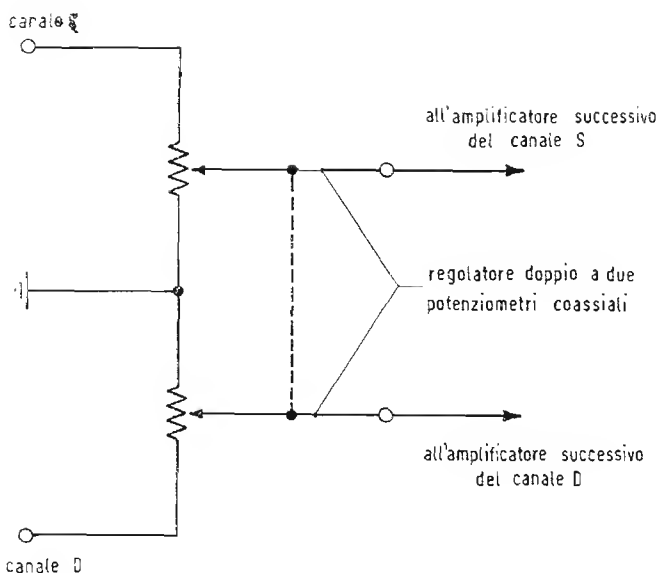 canale
all'amplificatore successivo
del canale S
regolatore doppio a due
potenziometri coassiali
all'amplificatore successivo
del canale D
canale D